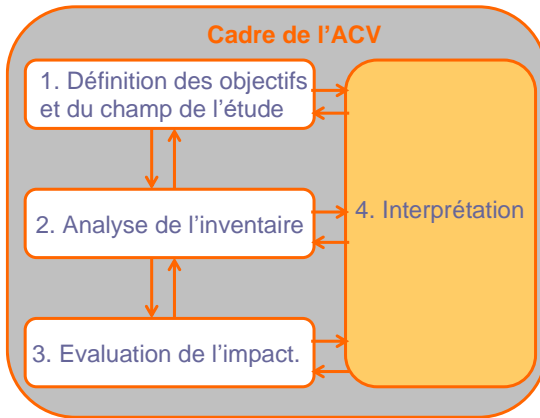 Cadre de l’ACV
1. Définition des objectifs
et du champ de l’étude
2. Analyse de l’inventaire
4. Interprétation
3. Evaluation de l’impact.